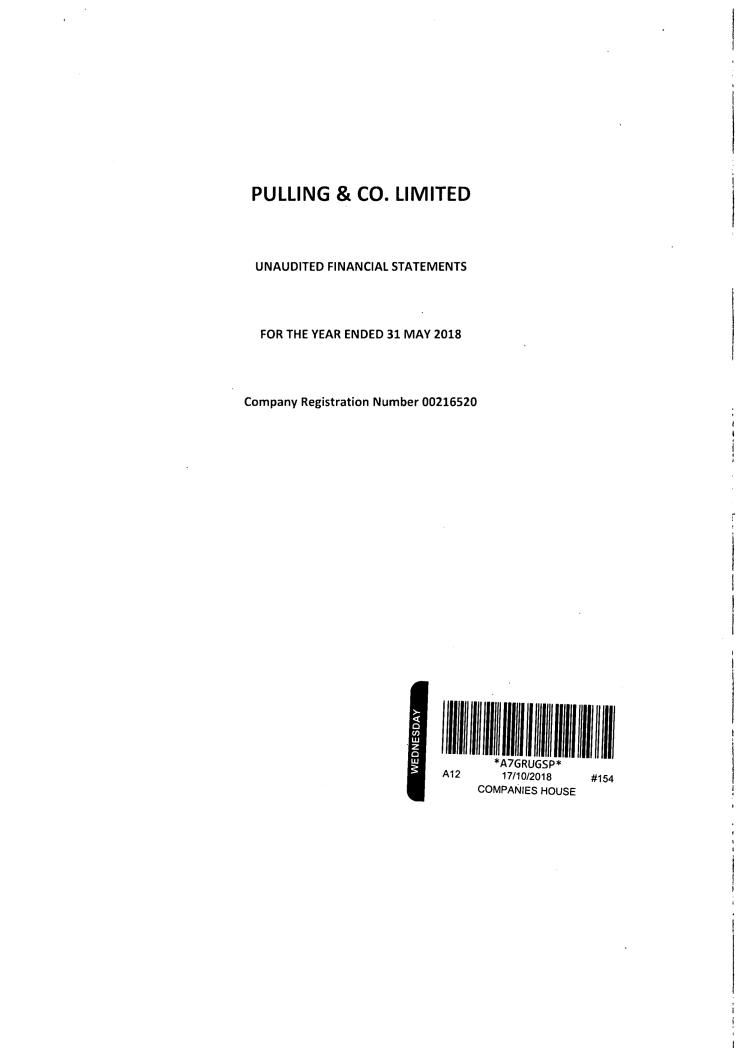 PULLING & CO. LIMITED
UNAUDITED FINANCIAL STATEMENTS
FOR THE YEAR ENDED 31 MAY 2018
Company Registration Number 00216520
WEDNESDAY
*A7GRUGSP*
A12 17/10/2018 #154
COMPANIES HOUSE